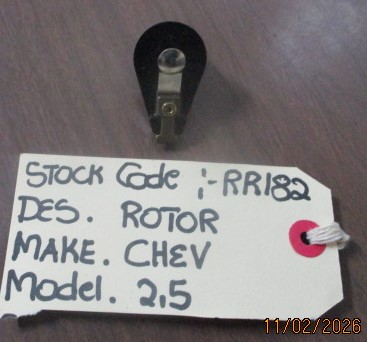 STOCK Code :-RR182
DES. ROTOR
MAKE. CHEV
Model. 2,5
11/02/2026